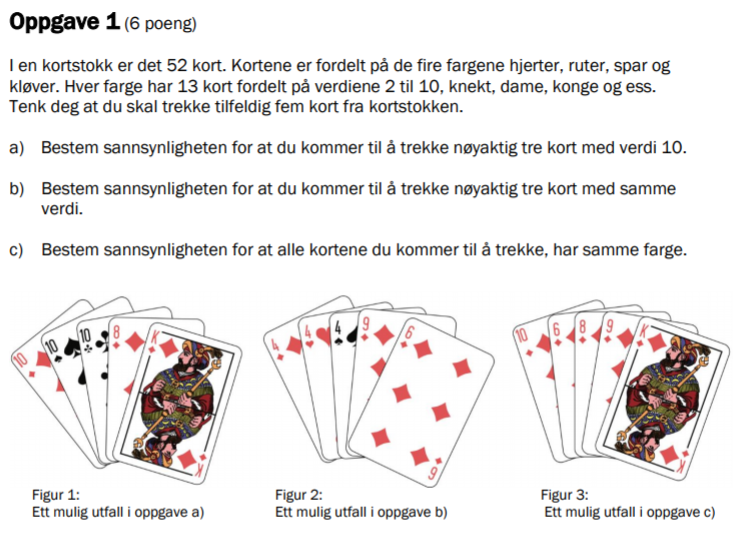 Oppgave 1 (6 poeng)
I en kortstokk er det 52 kort. Kortene er fordelt på de fire fargene hjerter, ruter, spar og
kløver. Hver farge har 13 kort fordelt på verdiene 2 til 10, knekt, dame, konge og ess.
Tenk deg at du skal trekke tilfeldig fem kort fra kortstokken.
a) Bestem sannsynligheten for at du kommer til å trekke nøyaktig tre kort med verdi 10.
b) Bestem sannsynligheten for at du kommer til å trekke nøyaktig tre kort med samme
verdi.
c) Bestem sannsynligheten for at alle kortene du kommer til å trekke, har samme farge.
10 10 10 8 K K
4 4 4 9 6 6
10 6 8 9 K K
Figur 1:
Ett mulig utfall i oppgave a)
Figur 2:
Ett mulig utfall i oppgave b)
Figur 3:
Ett mulig utfall i oppgave c)